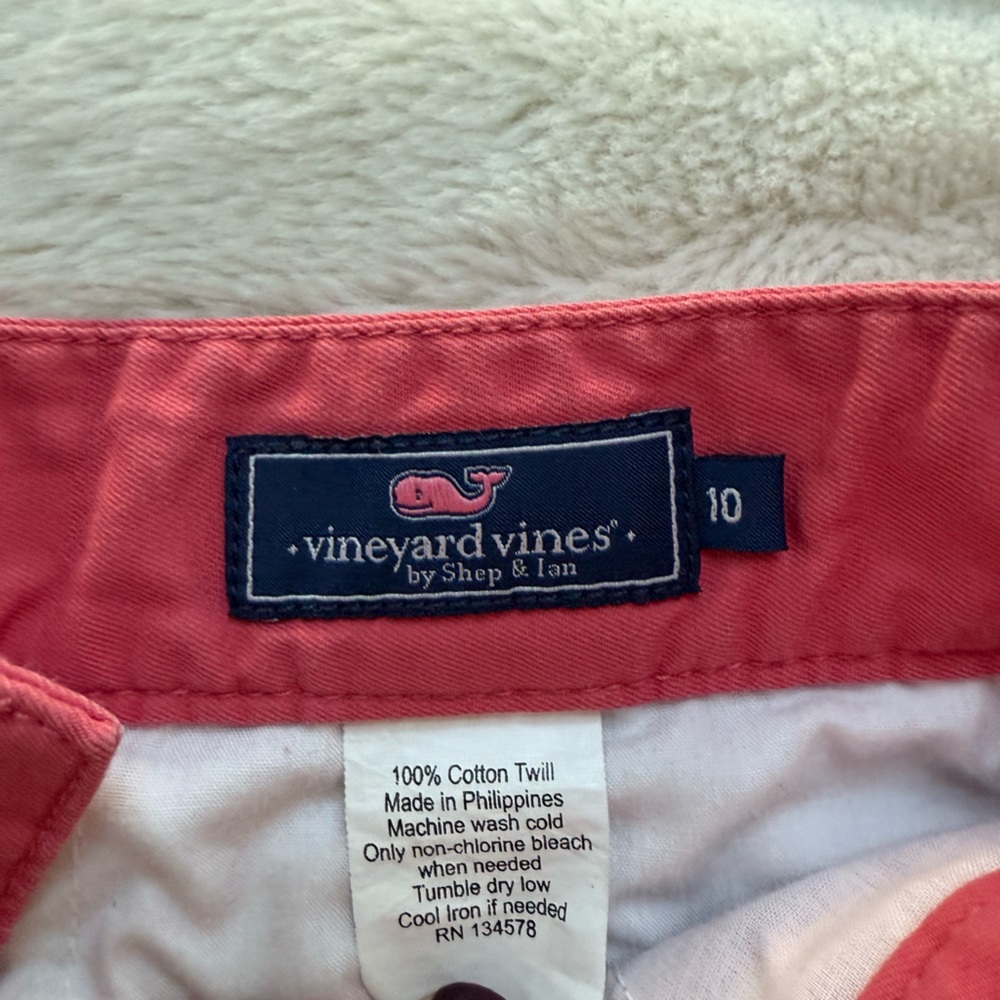 vineyard vines®
by Shep & Ian
10
100% Cotton Twill
Made in Philippines
Machine wash cold
Only non-chlorine bleach
when needed
Tumble dry low
Cool Iron if needed
RN 134578